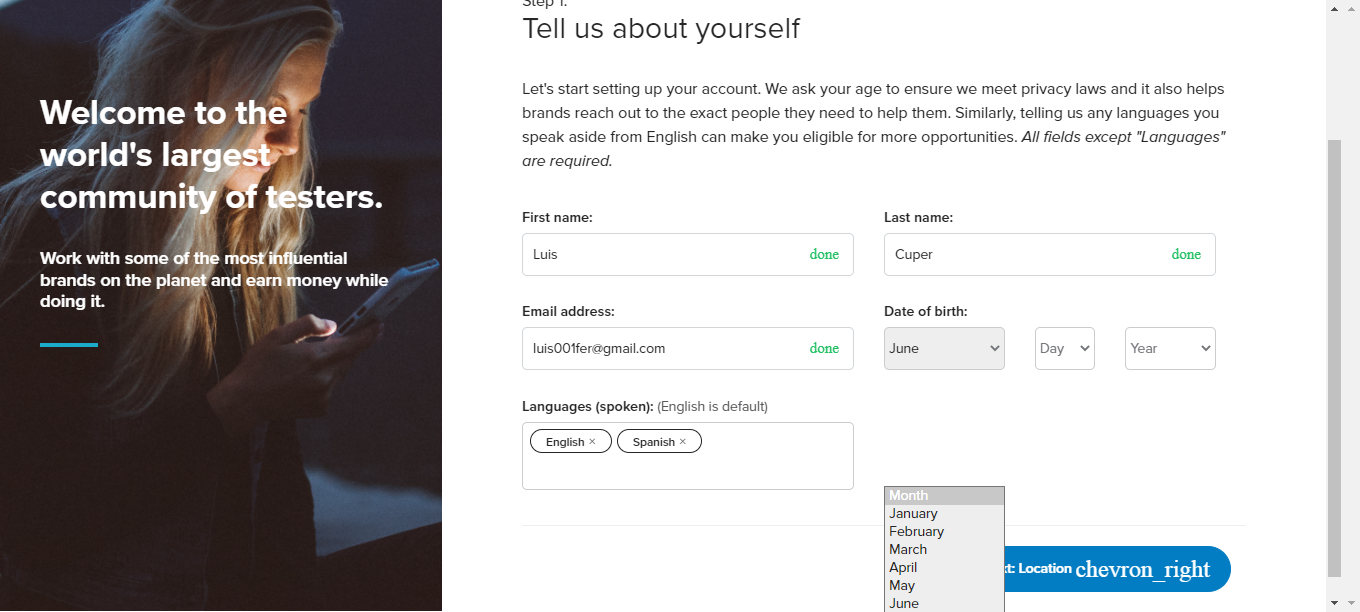 Welcome to the
world's largest
community of testers.
Work with some of the most influential
brands on the planet and earn money while
doing it.
Step 1:
Tell us about yourself
Let's start setting up your account. We ask your age to ensure we meet privacy laws and it also helps
brands reach out to the exact people they need to help them. Similarly, telling us any languages you
speak aside from English can make you eligible for more opportunities. All fields except "Languages"
are required.
First name:
Last name:
Luis done
Cuper done
Email address:
Date of birth:
luis001fer@gmail.com done
June Day Year
Languages (spoken): (English is default)
English × Spanish ×
Month
January
February
March
April
May
June
: Location chevron_right